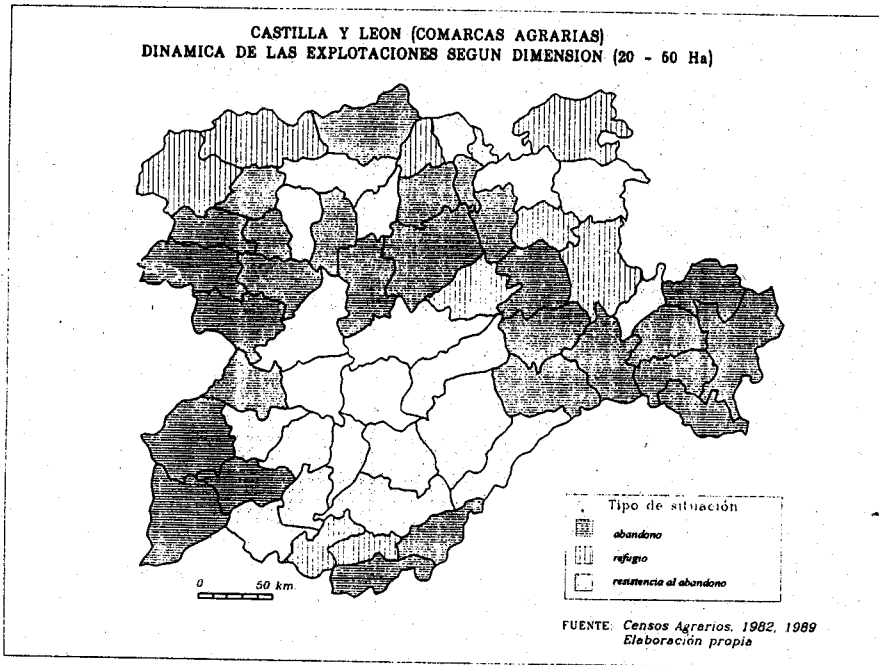 CASTILLA Y LEON (COMARCAS AGRARIAS)
DINAMICA DE LAS EXPLOTACIONES SEGUN DIMENSION (20 - 50 Ha)
Tipo de situación
abandono
refugio
resistencia al abandono
0 50 km
FUENTE: Censos Agrarios. 1982, 1989
Elaboración propia